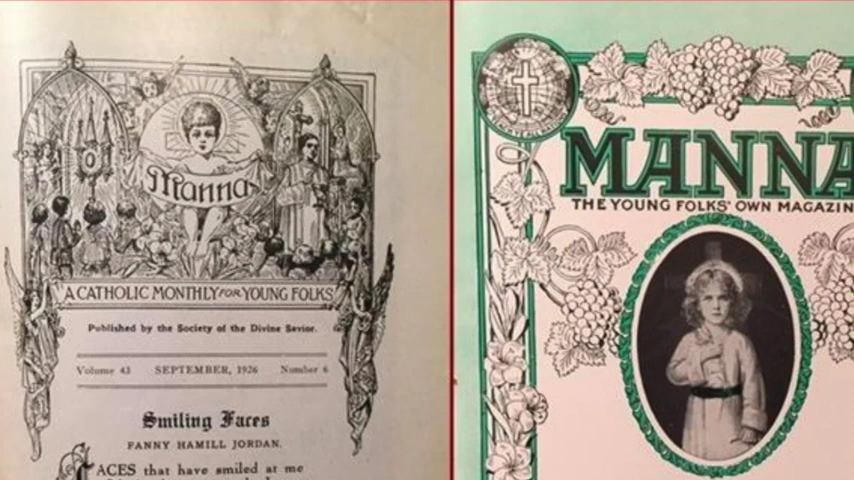 Manna
A CATHOLIC MONTHLY FOR YOUNG FOLKS
Published by the Society of the Divine Savior.
Volume 43 SEPTEMBER, 1926 Number 6
Smiling Faces
FANNY HAMILL JORDAN.
FACES that have smiled at me
MANNA
THE YOUNG FOLKS' OWN MAGAZIN